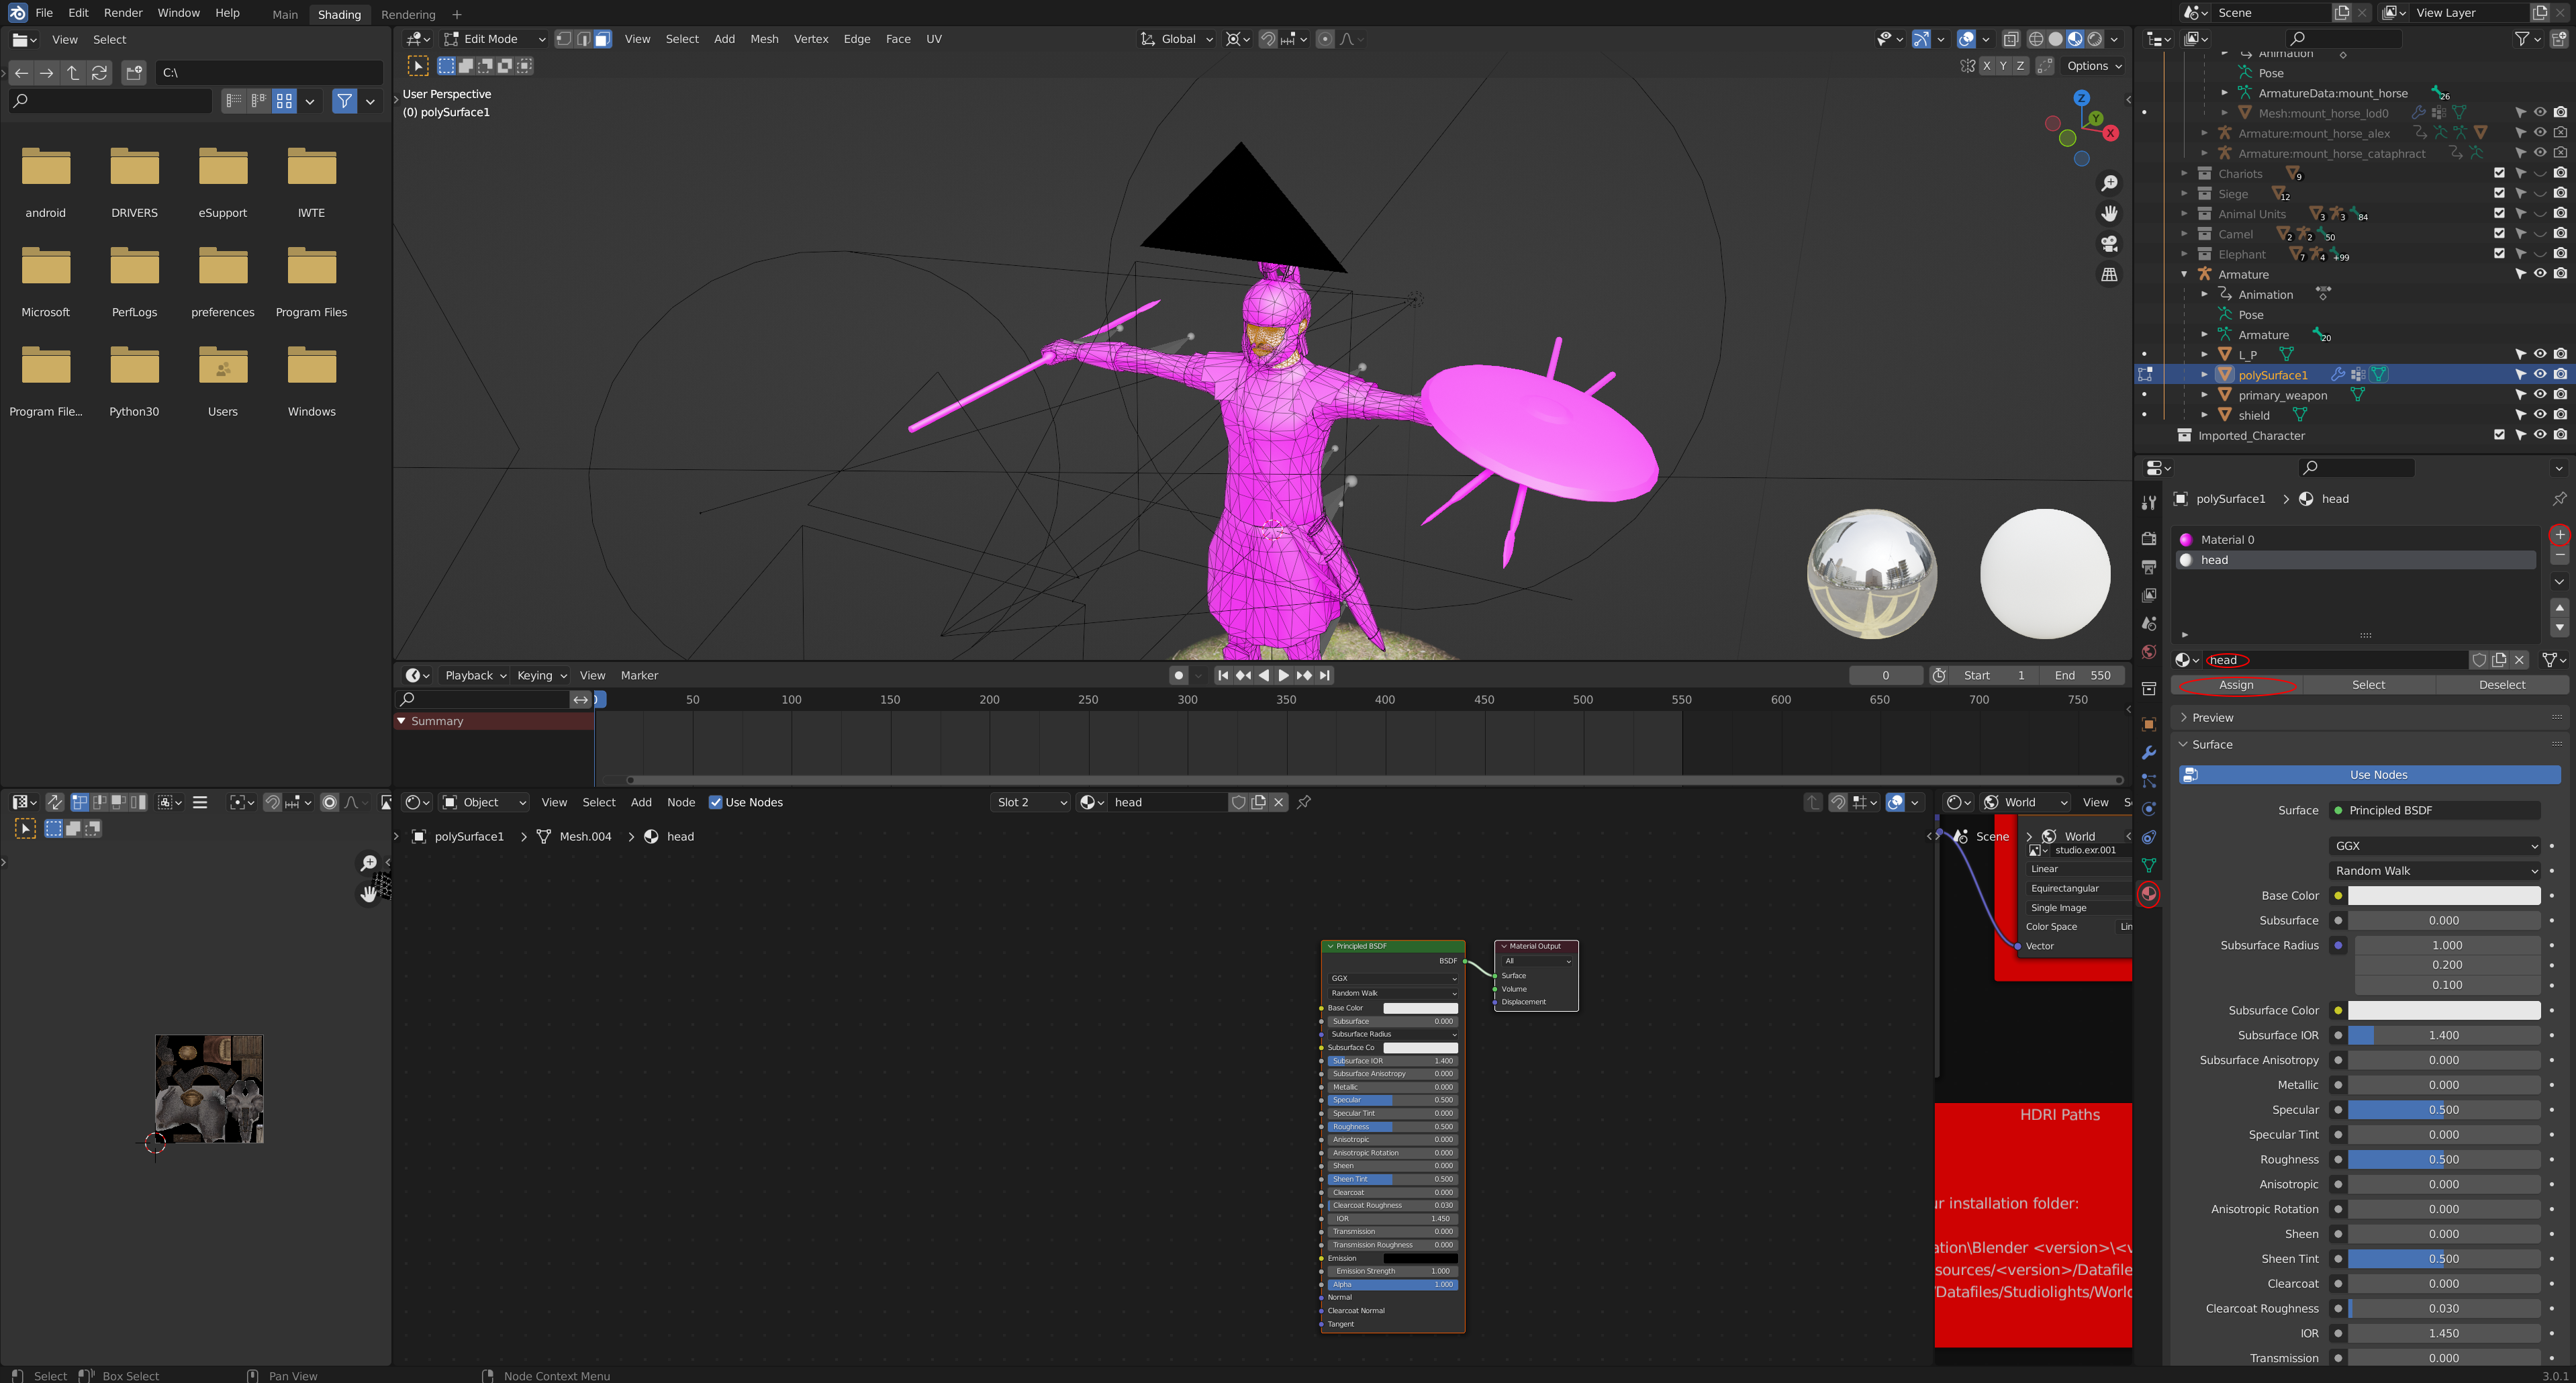 File Edit Render Window Help Main Shading Rendering + Scene View Layer
View Select
C:\
android DRIVERS eSupport IWTE
Microsoft PerfLogs preferences Program Files
Program File... Python30 Users Windows
Edit Mode View Select Add Mesh Vertex Edge Face UV Global
X Y Z Options
User Perspective
(0) polySurface1
Z
Y
X
Animation
Pose
ArmatureData:mount_horse 26
Mesh:mount_horse_lod0
Armature:mount_horse_alex
Armature:mount_horse_cataphract
Chariots 9
Siege 12
Animal Units 3 3 84
Camel 2 2 50
Elephant 7 4 +99
Armature
Animation
Pose
Armature 20
L_P
polySurface1
primary_weapon
shield
Imported_Character
polySurface1 > head
Material 0
head
head
Assign Select Deselect
Preview
Surface
Use Nodes
Surface Principled BSDF
GGX
Random Walk
Base Color
Subsurface 0.000
Subsurface Radius 1.000
0.200
0.100
Subsurface Color
Subsurface IOR 1.400
Subsurface Anisotropy 0.000
Metallic 0.000
Specular 0.500
Specular Tint 0.000
Roughness 0.500
Anisotropic 0.000
Anisotropic Rotation 0.000
Sheen 0.000
Sheen Tint 0.500
Clearcoat 0.000
Clearcoat Roughness 0.030
IOR 1.450
Transmission 0.000
Playback Keying View Marker 0 Start 1 End 550
50 100 150 200 250 300 350 400 450 500 550 600 650 700 750
Summary
Object View Select Add Node Use Nodes Slot 2 head
polySurface1 > Mesh.004 > head
Principled BSDF
BSDF
GGX
Random Walk
Base Color
Subsurface 0.000
Subsurface Radius
Subsurface Co
Subsurface IOR 1.400
Subsurface Anisotropy 0.000
Metallic 0.000
Specular 0.500
Specular Tint 0.000
Roughness 0.500
Anisotropic 0.000
Anisotropic Rotation 0.000
Sheen 0.000
Sheen Tint 0.500
Clearcoat 0.000
Clearcoat Roughness 0.030
IOR 1.450
Transmission 0.000
Transmission Roughness 0.000
Emission
Emission Strength 1.000
Alpha 1.000
Normal
Clearcoat Normal
Tangent
Material Output
All
Surface
Volume
Displacement
World View S
Scene > World
studio.exr.001
Linear
Equirectangular
Single Image
Color Space Lin
Vector
HDRI Paths
ur installation folder:
ation\Blender <version>\<v
sources/<version>/Datafile
/Datafiles/Studiolights/World
Select Box Select Pan View Node Context Menu 3.0.1